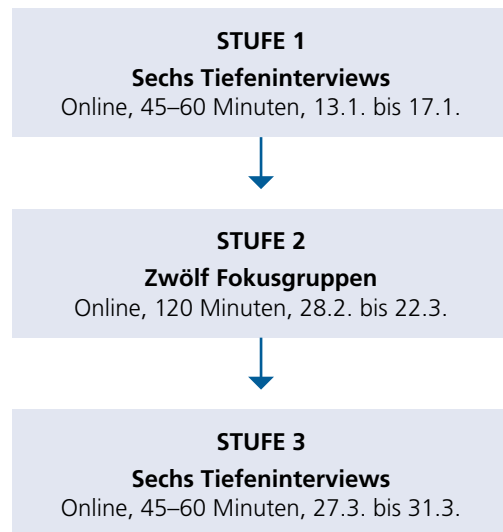 STUFE 1
Sechs Tiefeninterviews
Online, 45–60 Minuten, 13.1. bis 17.1.
STUFE 2
Zwölf Fokusgruppen
Online, 120 Minuten, 28.2. bis 22.3.
STUFE 3
Sechs Tiefeninterviews
Online, 45–60 Minuten, 27.3. bis 31.3.